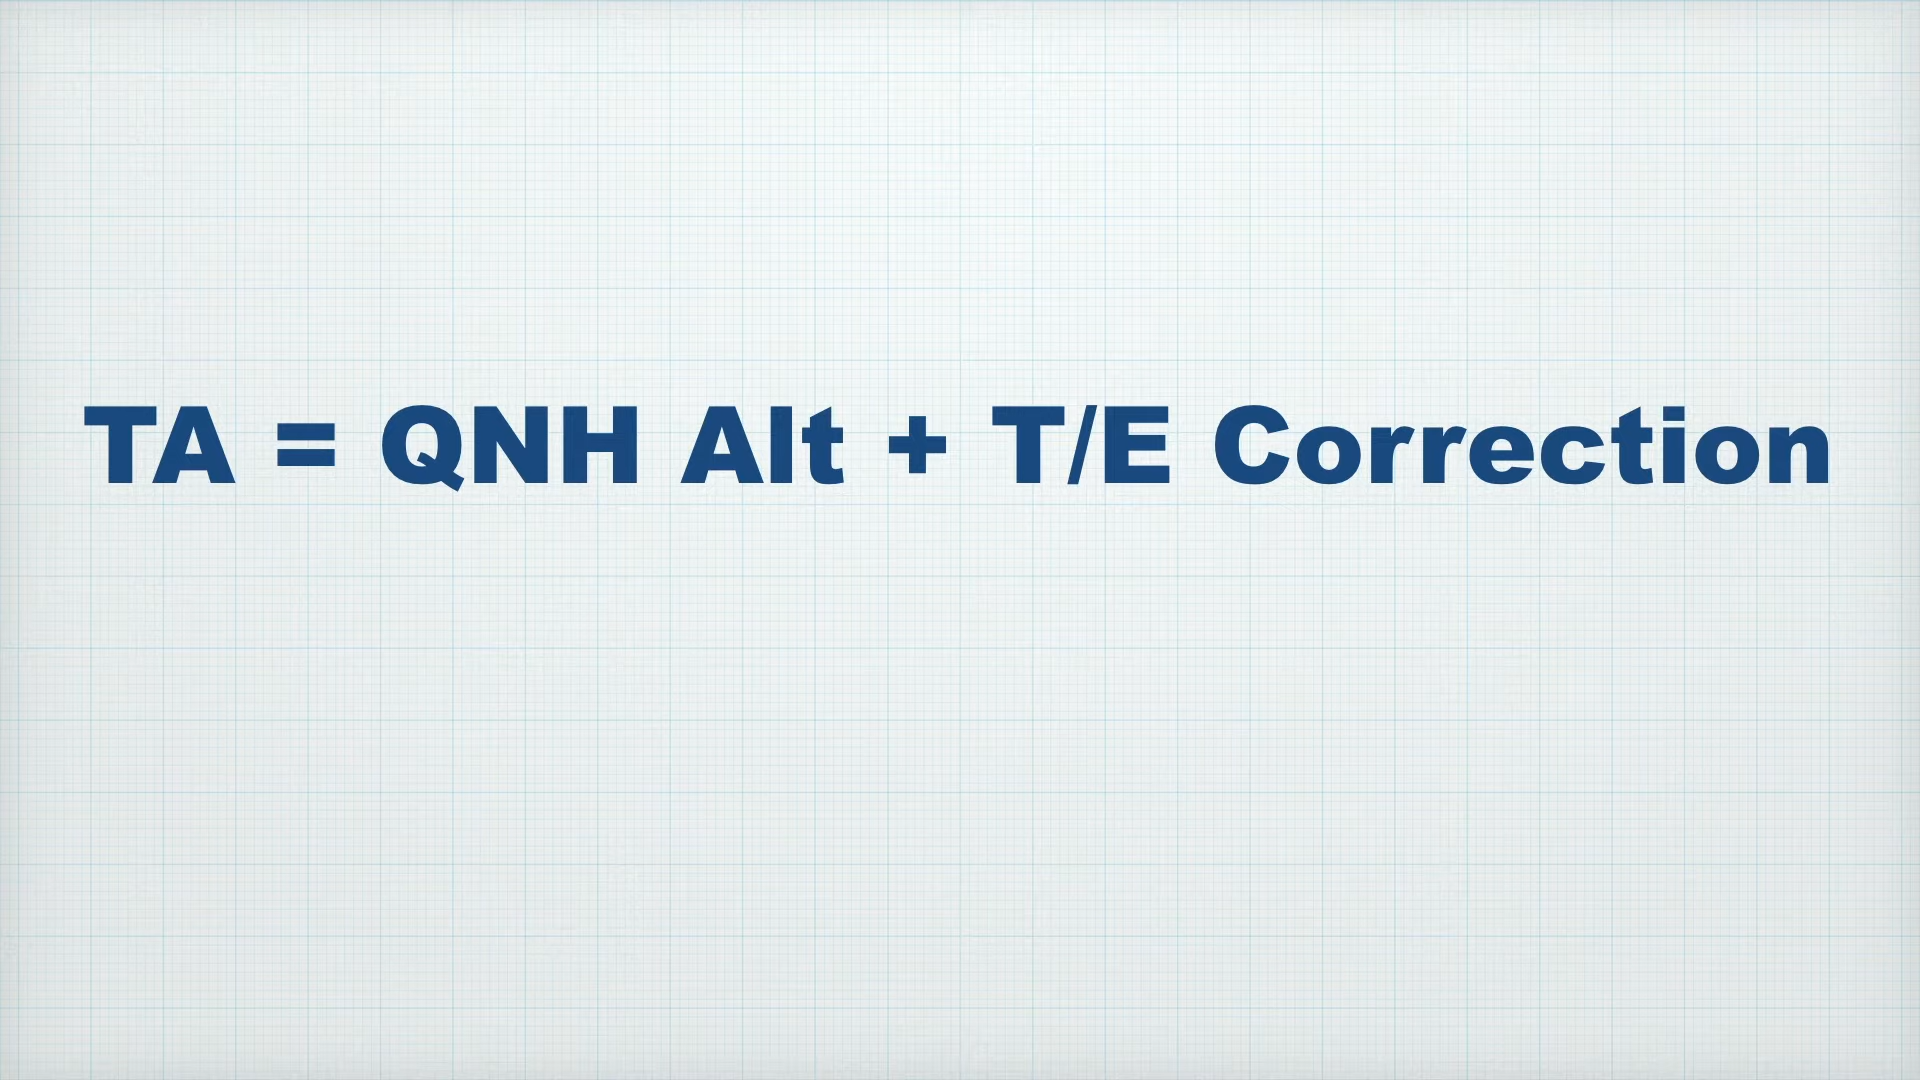 TA = QNH Alt + T/E Correction